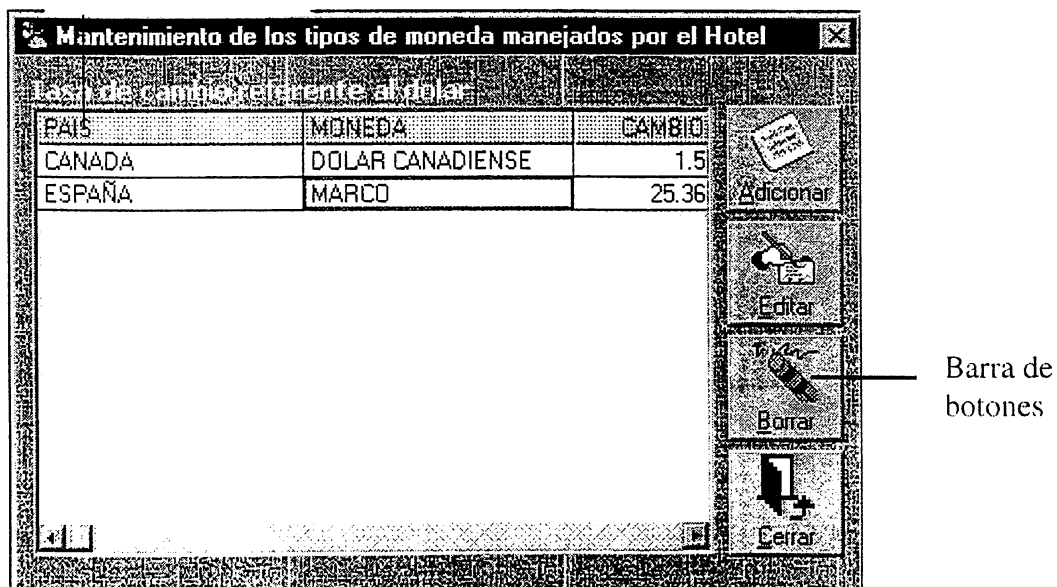 Mantenimiento de los tipos de moneda manejados por el Hotel
Tasa de cambio referente al dolar
PAIS MONEDA CAMBIO
CANADA DOLAR CANADIENSE 1.5
ESPAÑA MARCO 25.36
Adicionar
Editar
Borrar
Cerrar
Barra de
botones